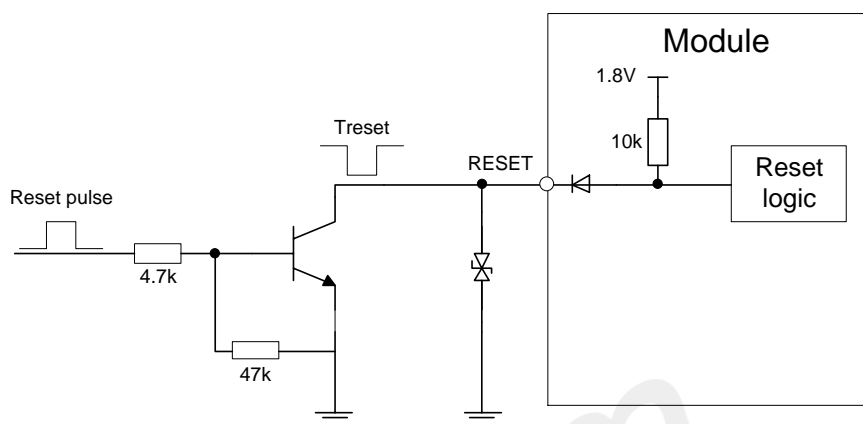 Module
1.8V
Treset
10k
RESET
Reset
logic
Reset pulse
4.7k
47k